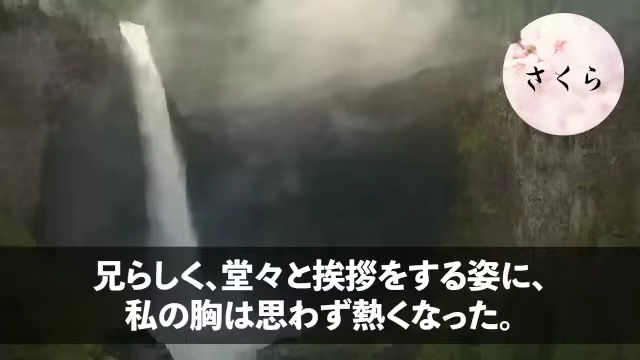 さくら
兄らしく、堂々と挨拶をする姿に、
私の胸は思わず熱くなった。